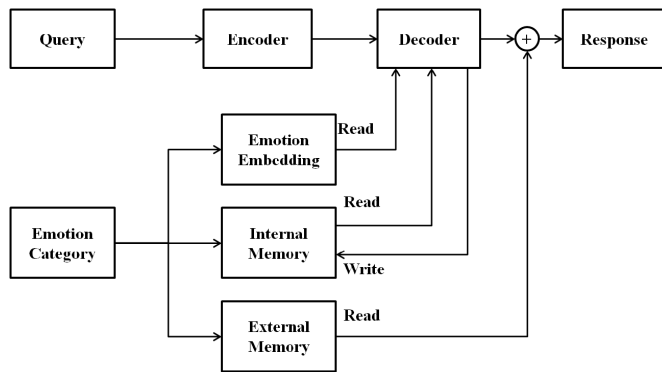 Query
Encoder
Decoder
+
Response
Emotion
Embedding
Read
Emotion
Category
Internal
Memory
Read
Write
External
Memory
Read